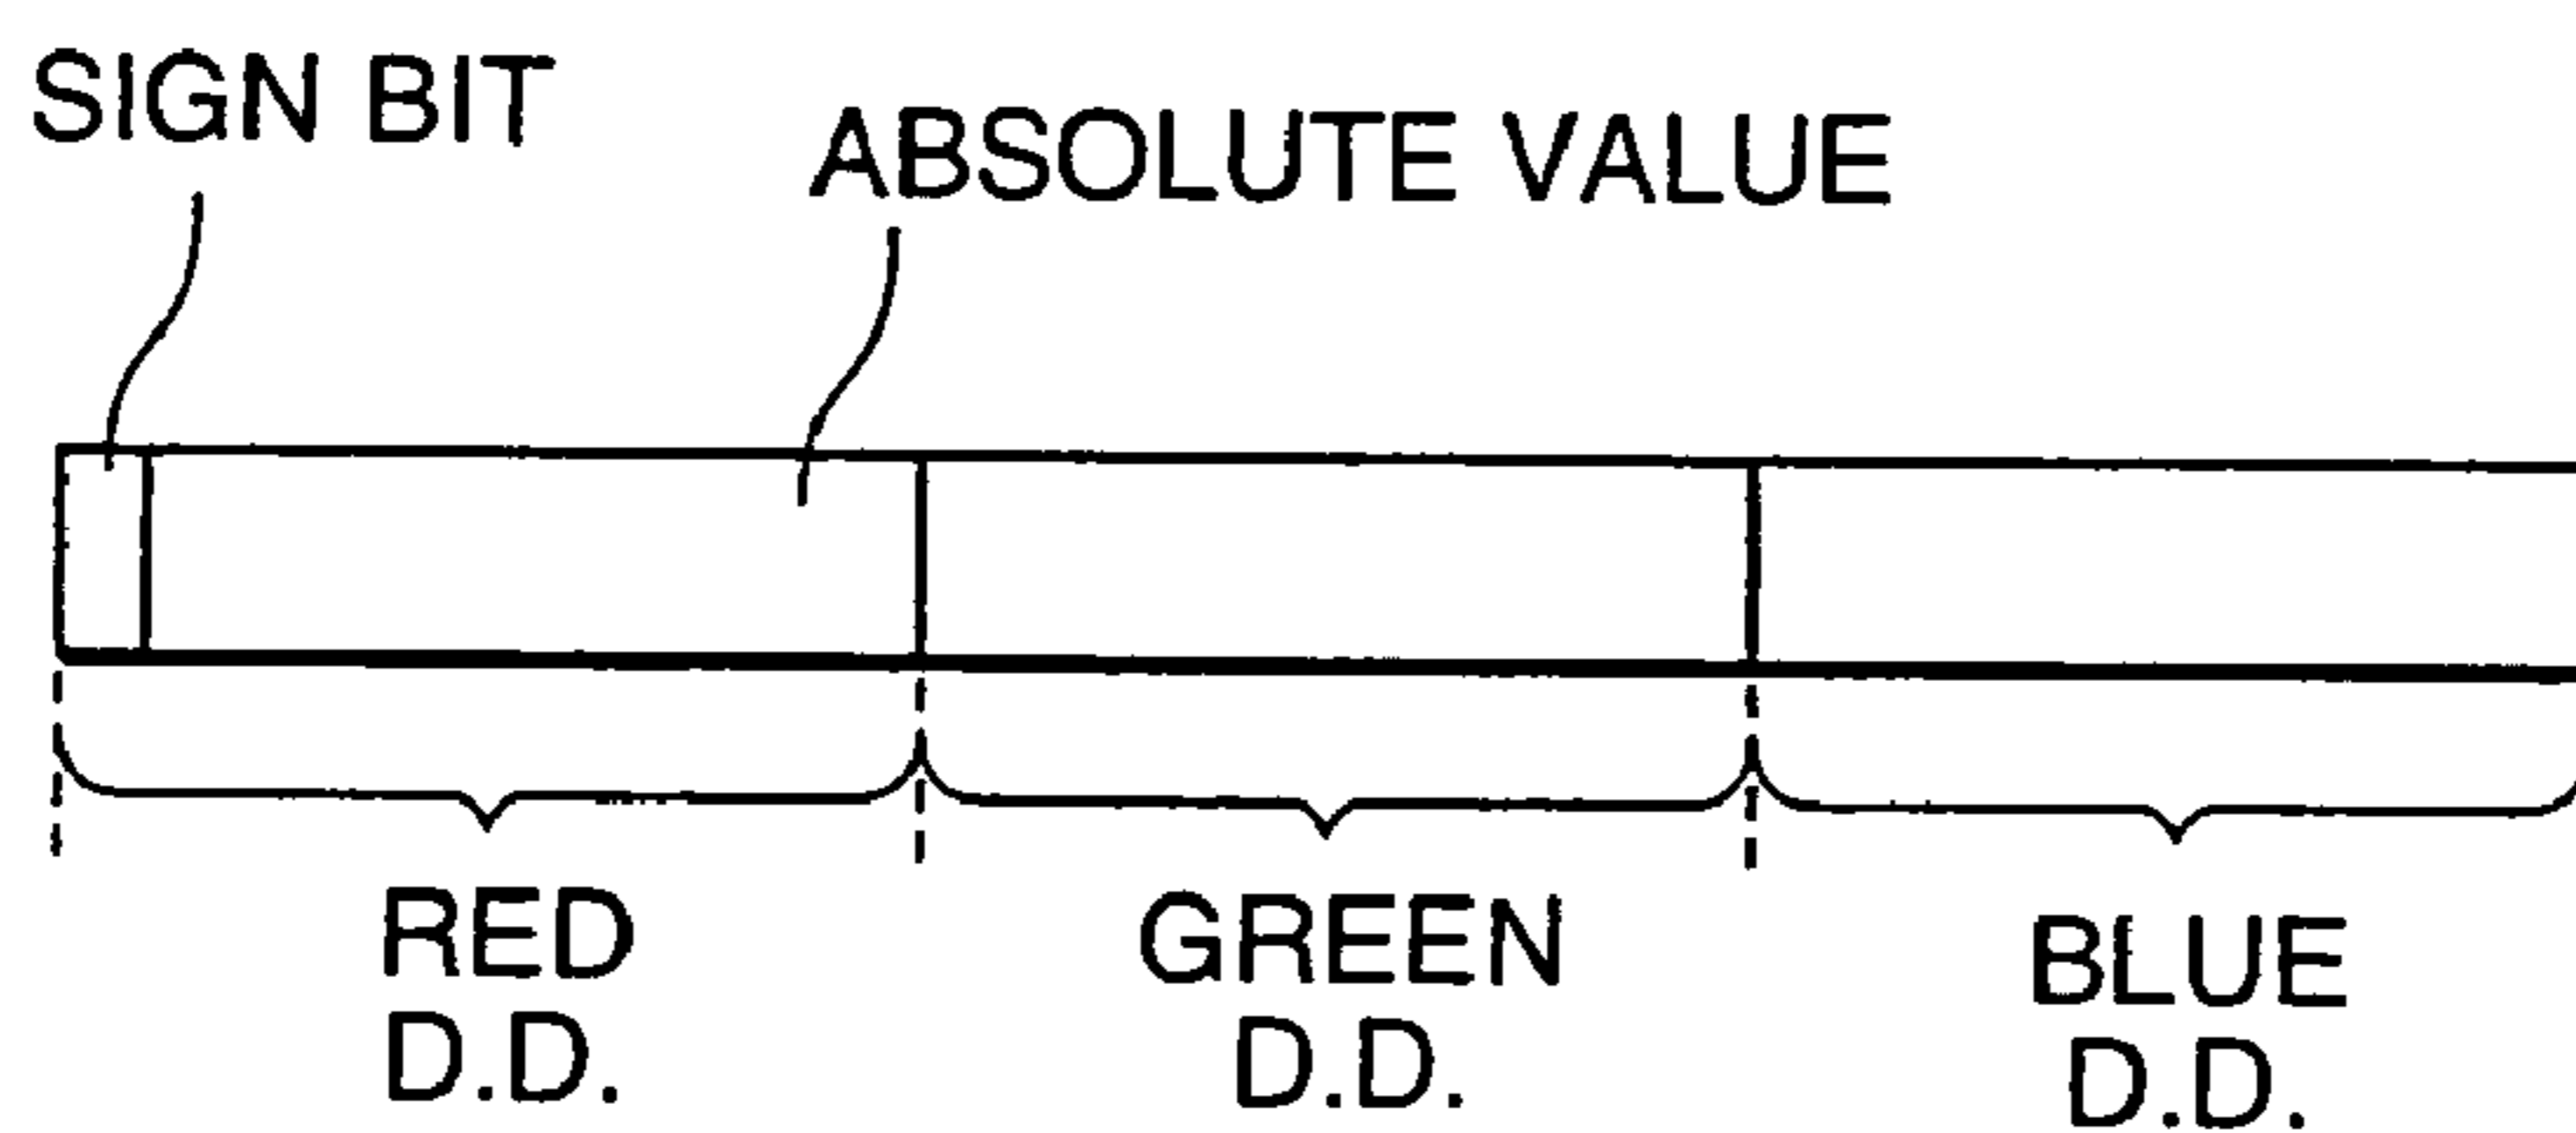 SIGN BIT
ABSOLUTE VALUE
RED
D.D.
GREEN
D.D.
BLUE
D.D.